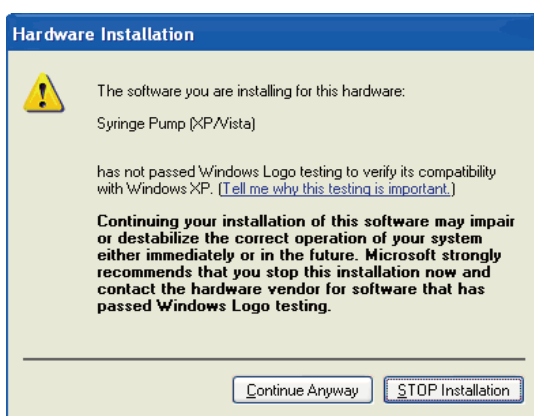 Hardware Installation
The software you are installing for this hardware:
Syringe Pump (XP/Vista)
has not passed Windows Logo testing to verify its compatibility
with Windows XP. (Tell me why this testing is important.)
Continuing your installation of this software may impair
or destabilize the correct operation of your system
either immediately or in the future. Microsoft strongly
recommends that you stop this installation now and
contact the hardware vendor for software that has
passed Windows Logo testing.
Continue Anyway STOP Installation